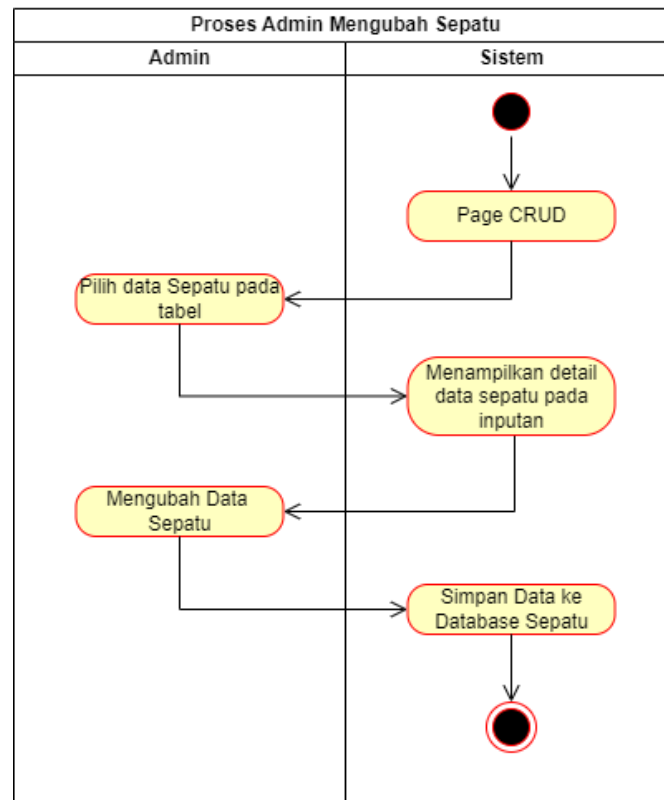 Proses Admin Mengubah Sepatu
Admin
Sistem
Page CRUD
Pilih data Sepatu pada
tabel
Menampilkan detail
data sepatu pada
inputan
Mengubah Data
Sepatu
Simpan Data ke
Database Sepatu